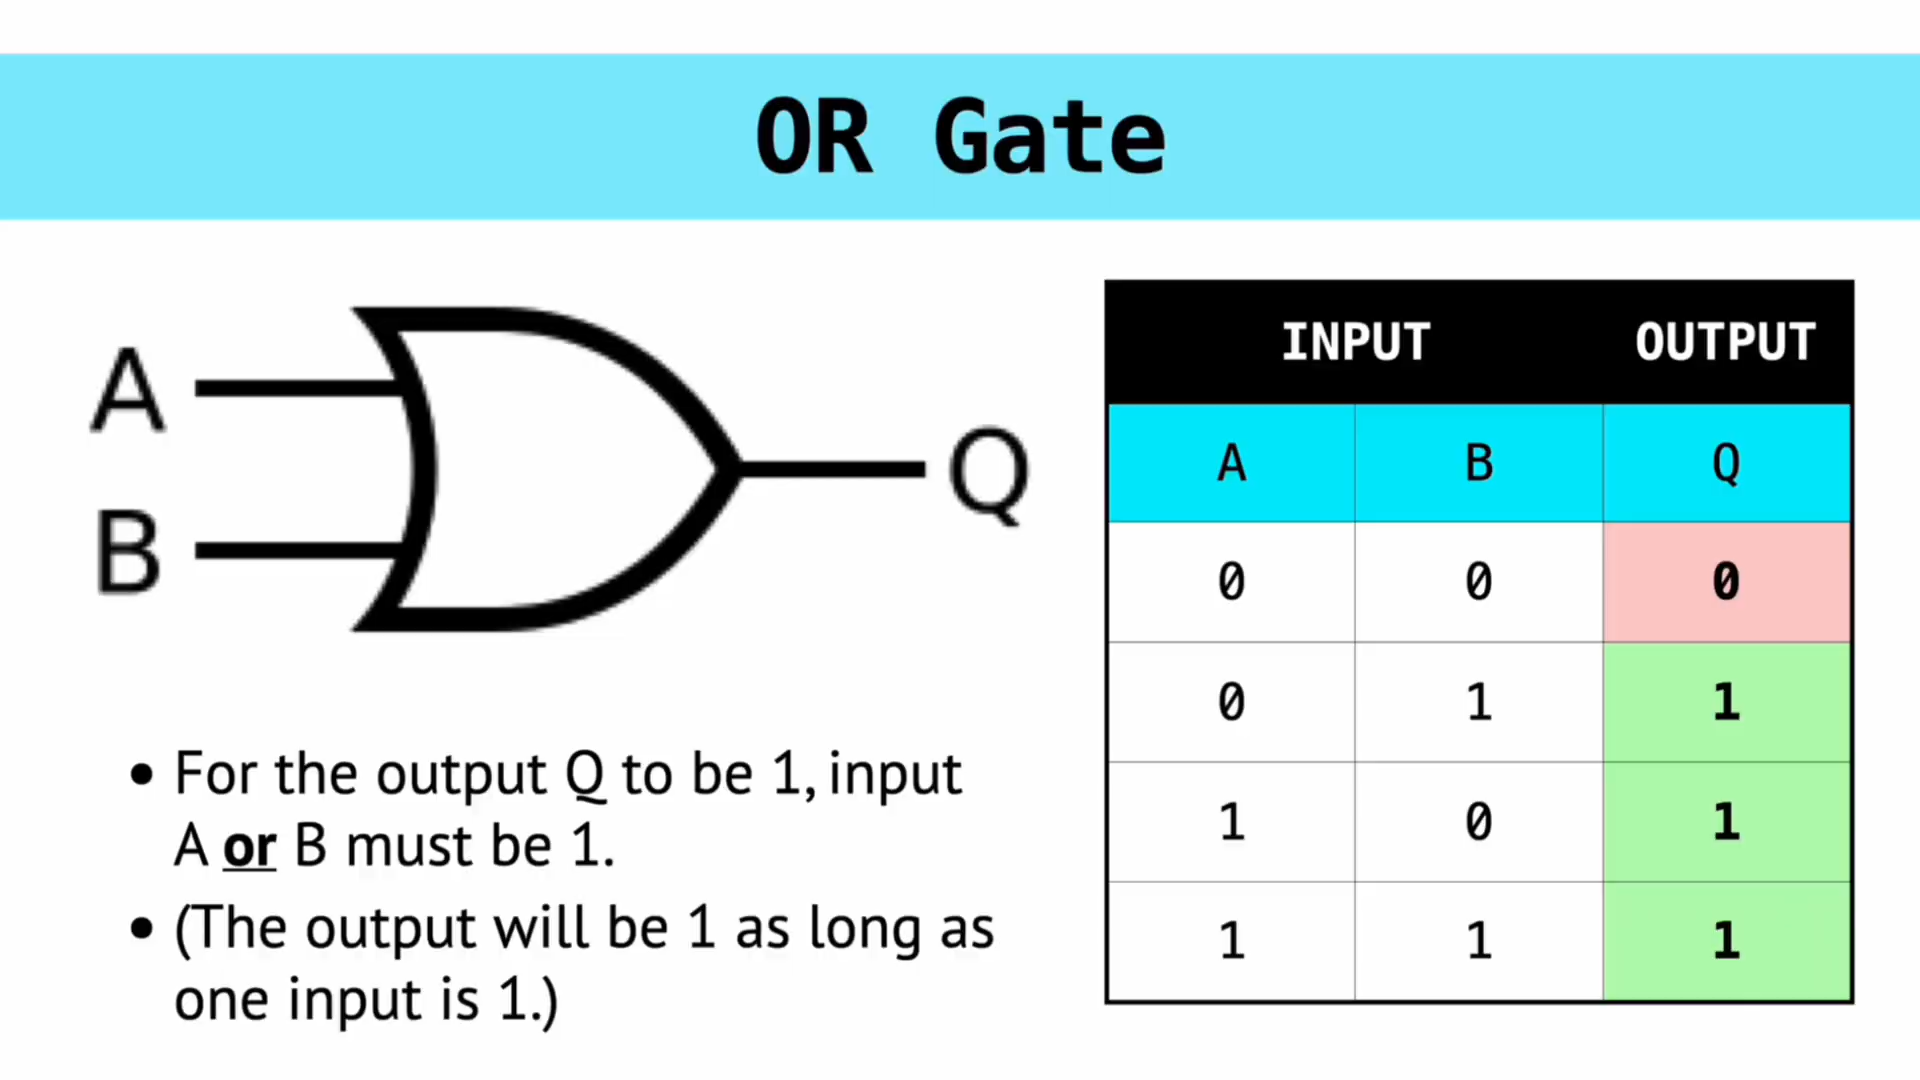 OR Gate
A
B
Q
• For the output Q to be 1, input
A or B must be 1.
• (The output will be 1 as long as
one input is 1.)
INPUT OUTPUT
A B Q
0 0 0
0 1 1
1 0 1
1 1 1